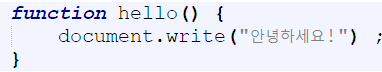 function hello() {
    document.write("안녕하세요!") ;
}